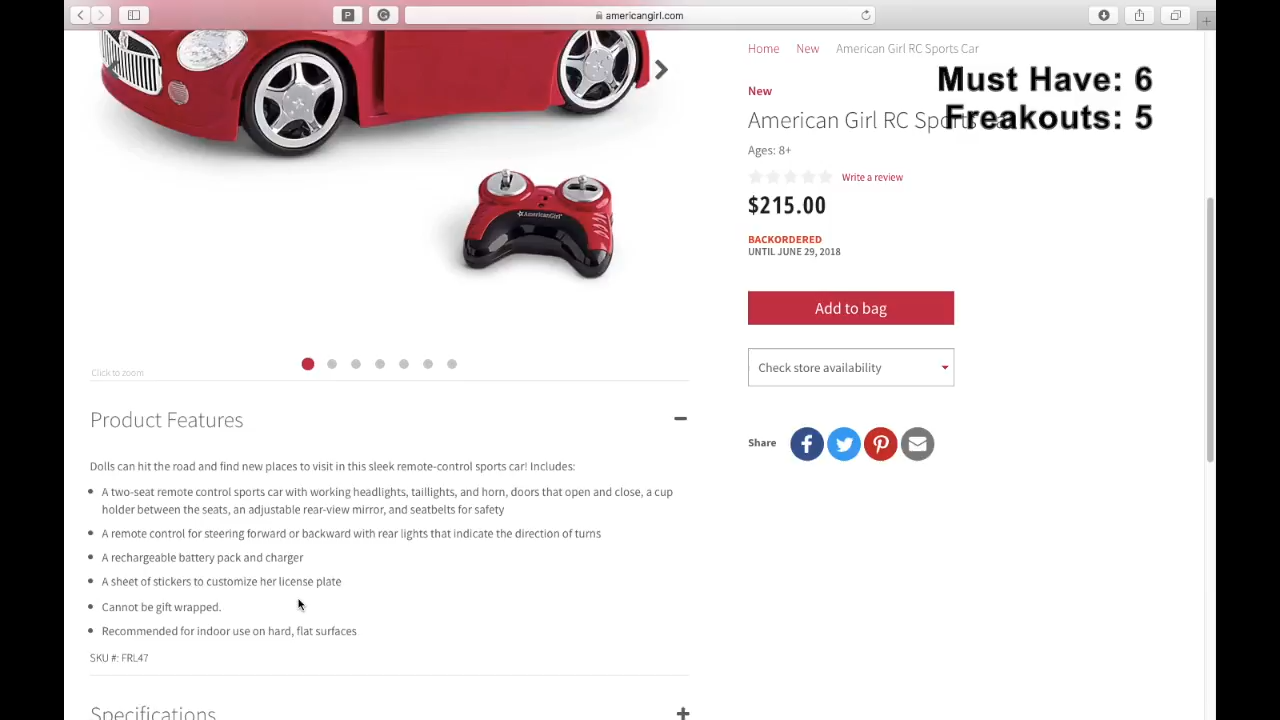 americangirl.com
Home New American Girl RC Sports Car
Must Have: 6
New
Freakouts: 5
American Girl RC Sports Car
Ages: 8+
Write a review
$215.00
BACKORDERED
UNTIL JUNE 29, 2018
AmericanGirl
Add to bag
Check store availability
Click to zoom
Product Features
Share
Dolls can hit the road and find new places to visit in this sleek remote-control sports car! Includes:
A two-seat remote control sports car with working headlights, taillights, and horn, doors that open and close, a cup
holder between the seats, an adjustable rear-view mirror, and seatbelts for safety
A remote control for steering forward or backward with rear lights that indicate the direction of turns
A rechargeable battery pack and charger
A sheet of stickers to customize her license plate
Cannot be gift wrapped.
Recommended for indoor use on hard, flat surfaces
SKU #: FRL47
Specifications